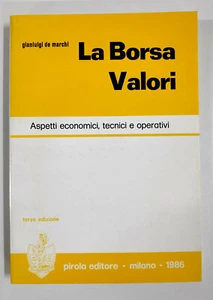 gianluigi de marchi
La Borsa
Valori
Aspetti economici, tecnici e operativi
terza edizione
pirola editore - milano - 1986